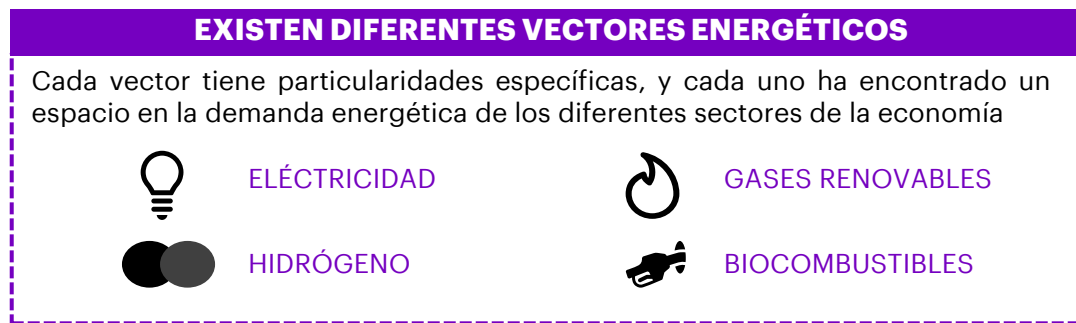 EXISTEN DIFERENTES VECTORES ENERGÉTICOS
Cada vector tiene particularidades específicas, y cada uno ha encontrado un
espacio en la demanda energética de los diferentes sectores de la economía
ELÉCTRICIDAD
GASES RENOVABLES
HIDRÓGENO
BIOCOMBUSTIBLES